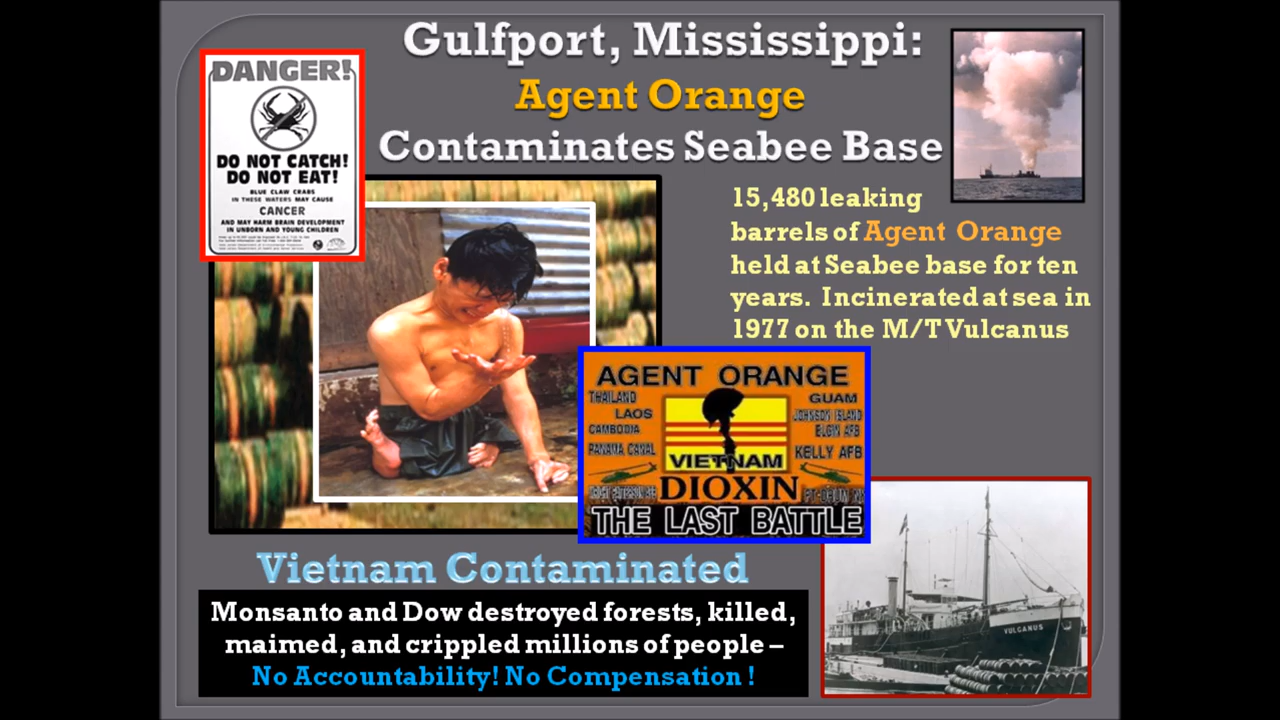 Gulfport, Mississippi:
Agent Orange
Contaminates Seabee Base
DANGER!
DO NOT CATCH!
DO NOT EAT!
BLUE CLAW CRABS
IN THESE WATERS MAY CAUSE
CANCER
AND MAY HARM BRAIN DEVELOPMENT
IN UNBORN AND YOUNG CHILDREN
15,480 leaking
barrels of Agent Orange
held at Seabee base for ten
years. Incinerated at sea in
1977 on the M/T Vulcanus
AGENT ORANGE
THAILAND
LAOS
CAMBODIA
PANAMA CANAL
GUAM
JOHNSON ISLAND
ELGIN AFB
KELLY AFB
VIETNAM
DIOXIN
THE LAST BATTLE
VULCANUS
Vietnam Contaminated
Monsanto and Dow destroyed forests, killed,
maimed, and crippled millions of people –
No Accountability! No Compensation !